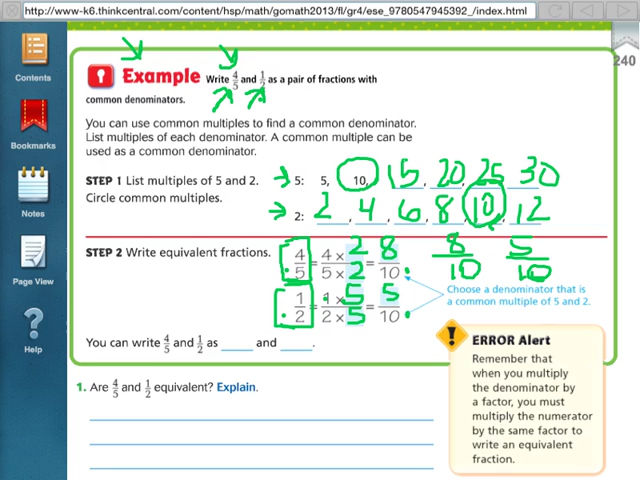 http://www-k6.thinkcentral.com/content/hsp/math/gomath2013/fl/gr4/ese_9780547945392_/index.html
240
Contents
Bookmarks
Notes
Page View
Help
! Example Write 4/5 and 1/2 as a pair of fractions with
common denominators.
You can use common multiples to find a common denominator.
List multiples of each denominator. A common multiple can be
used as a common denominator.
STEP 1 List multiples of 5 and 2.
Circle common multiples.
→ 5: 5, 10, 15, 20, 25, 30
→ 2: 2, 4, 6, 8, 10, 12
STEP 2 Write equivalent fractions.
4/5 = 4 × 2 / 5 × 2 = 8/10
8/10 5/10
1/2 = 1 × 5 / 2 × 5 = 5/10
Choose a denominator that is
a common multiple of 5 and 2.
You can write 4/5 and 1/2 as ____ and ____.
1. Are 4/5 and 1/2 equivalent? Explain.
! ERROR Alert
Remember that
when you multiply
the denominator by
a factor, you must
multiply the numerator
by the same factor to
write an equivalent
fraction.